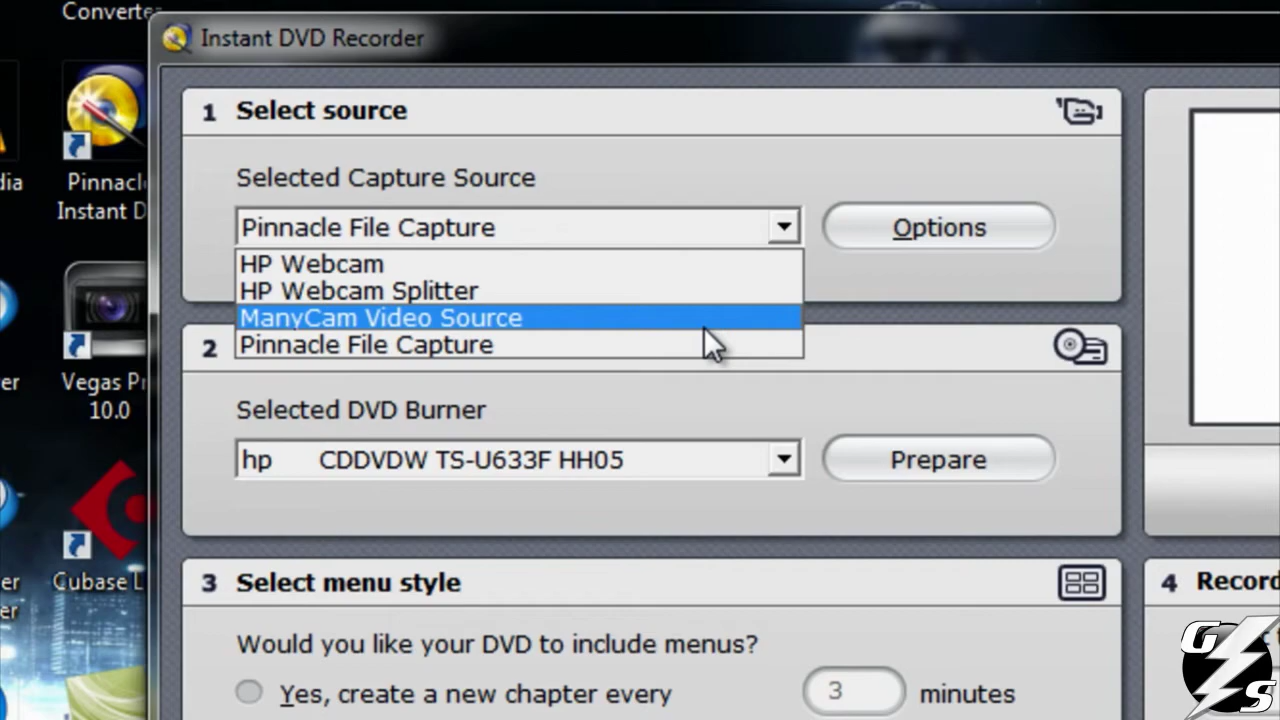 Converter
Instant DVD Recorder
1 Select source
Selected Capture Source
Pinnacle File Capture
Options
HP Webcam
HP Webcam Splitter
ManyCam Video Source
Pinnacle File Capture
2
Selected DVD Burner
hp CDDVDW TS-U633F HH05
Prepare
3 Select menu style
Would you like your DVD to include menus?
Yes, create a new chapter every 3 minutes
4 Record
Pinnacle
Instant D
Vegas Pr
10.0
Cubase L
dia
er
er
er
G S